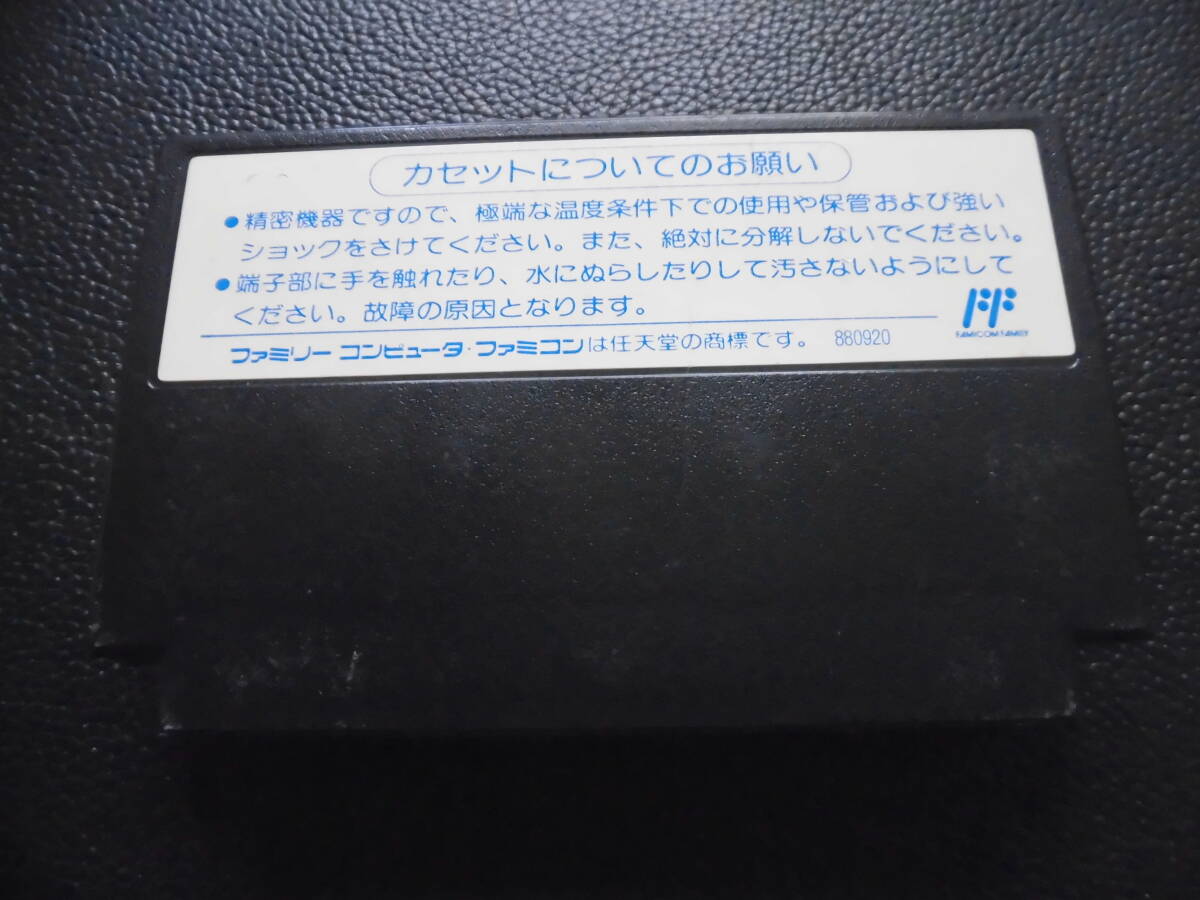 カセットについてのお願い
●精密機器ですので、極端な温度条件下での使用や保管および強い
ショックをさけてください。また、絶対に分解しないでください。
●端子部に手を触れたり、水にぬらしたりして汚さないようにして
ください。故障の原因となります。
FAMICOM FAMILY
ファミリー コンピュータ・ファミコンは任天堂の商標です。 880920